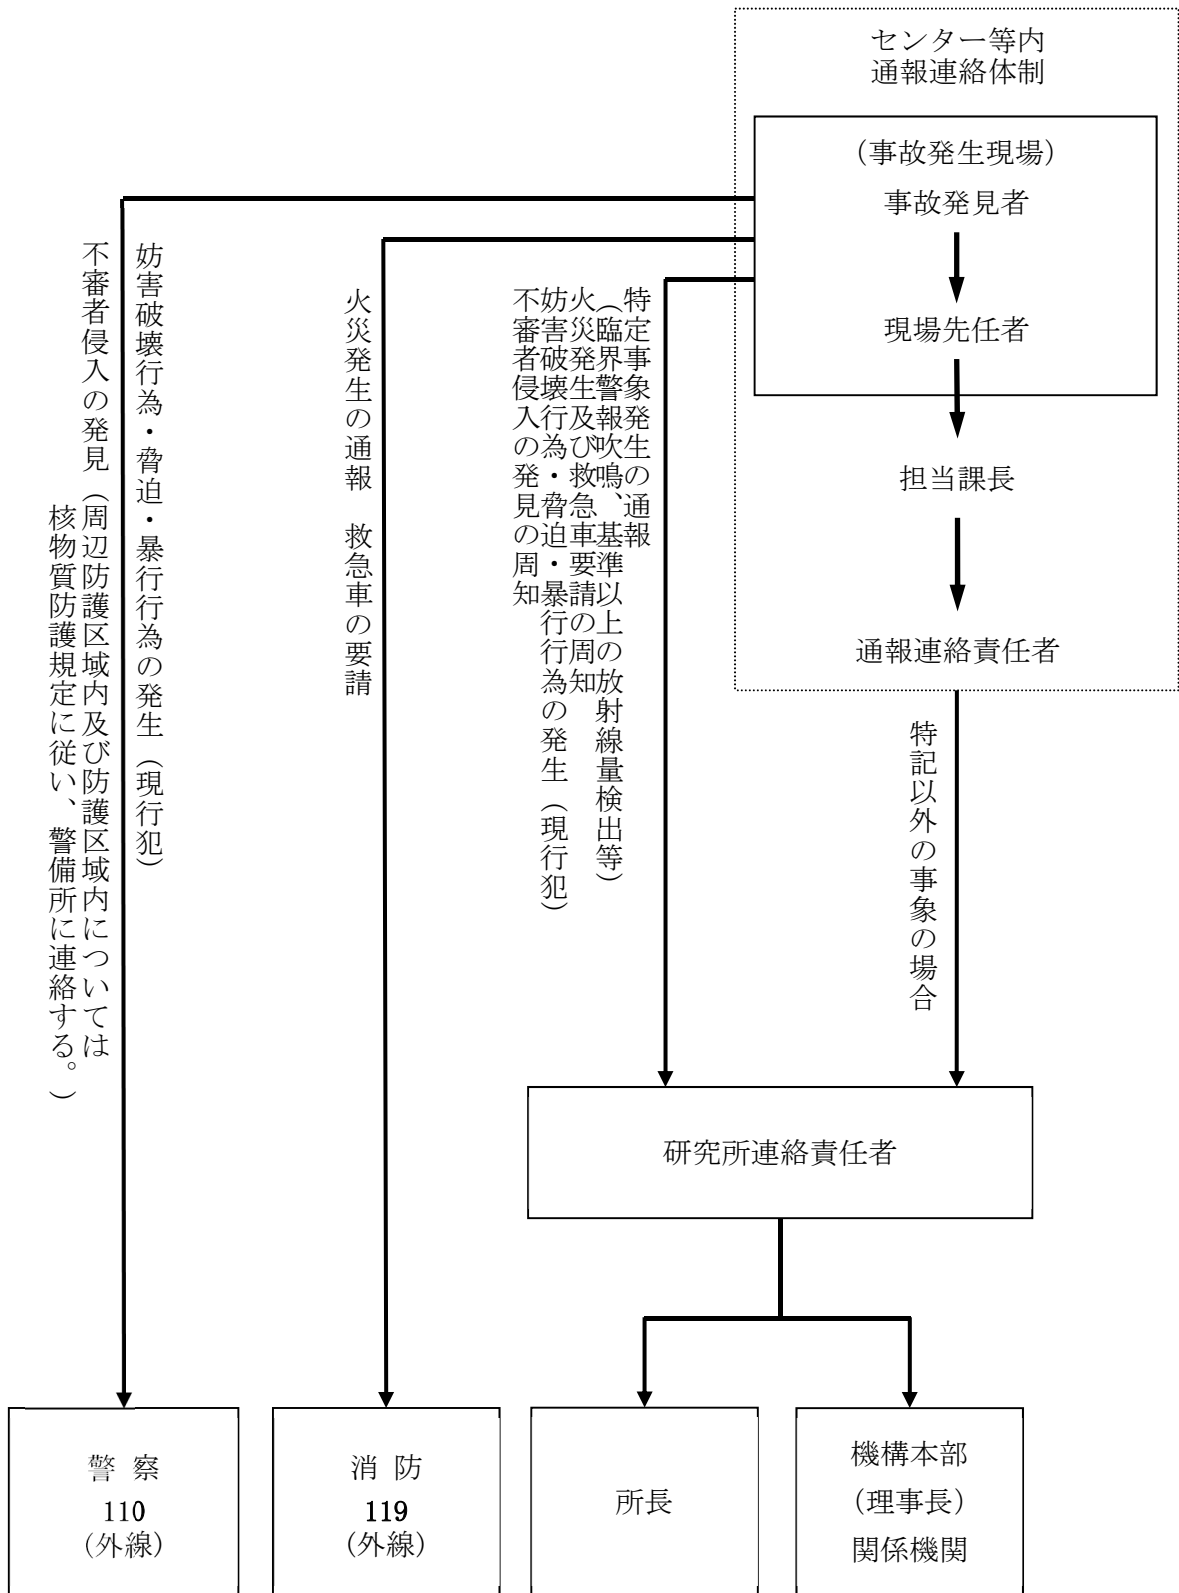 センター等内
通報連絡体制
（事故発生現場）
事故発見者
現場先任者
担当課長
通報連絡責任者
特記以外の事象の場合
特定事象発生の通報
（臨界警報吹鳴、基準以上の放射線量検出等）
火災発生及び救急車要請の周知
妨害破壊行為・脅迫・暴行行為の発生（現行犯）
不審者侵入の発見の周知
火災発生の通報　救急車の要請
妨害破壊行為・脅迫・暴行行為の発生（現行犯）
不審者侵入の発見（周辺防護区域内及び防護区域内については
核物質防護規定に従い、警備所に連絡する。）
研究所連絡責任者
警 察
110
（外線）
消 防
119
（外線）
所長
機構本部
（理事長）
関係機関